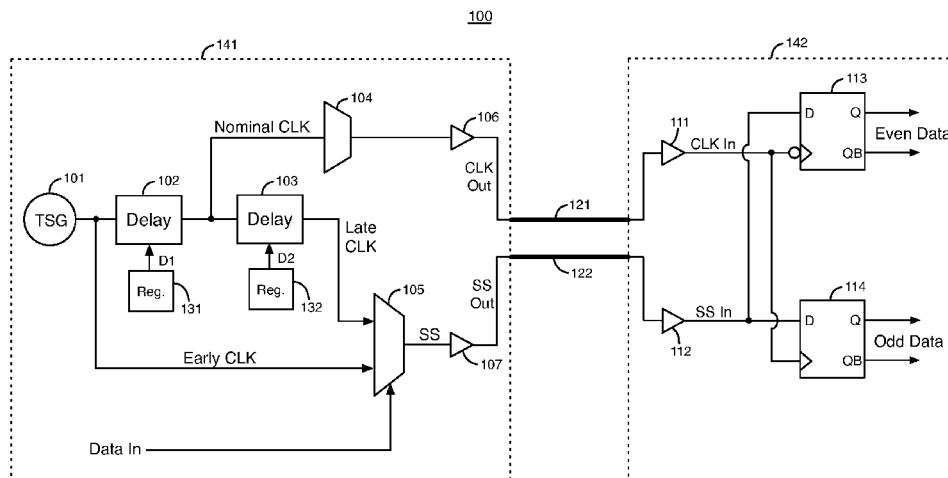 100
141
142
104
106
113
Nominal CLK
111
D
Q
Even Data
CLK In
QB
101
102
103
CLK
Out
TSG
Delay
Delay
121
Late
CLK
D1
D2
122
Reg.
131
Reg.
132
105
SS
Out
114
SS
SS In
D
Q
112
Early CLK
107
Odd Data
QB
Data In